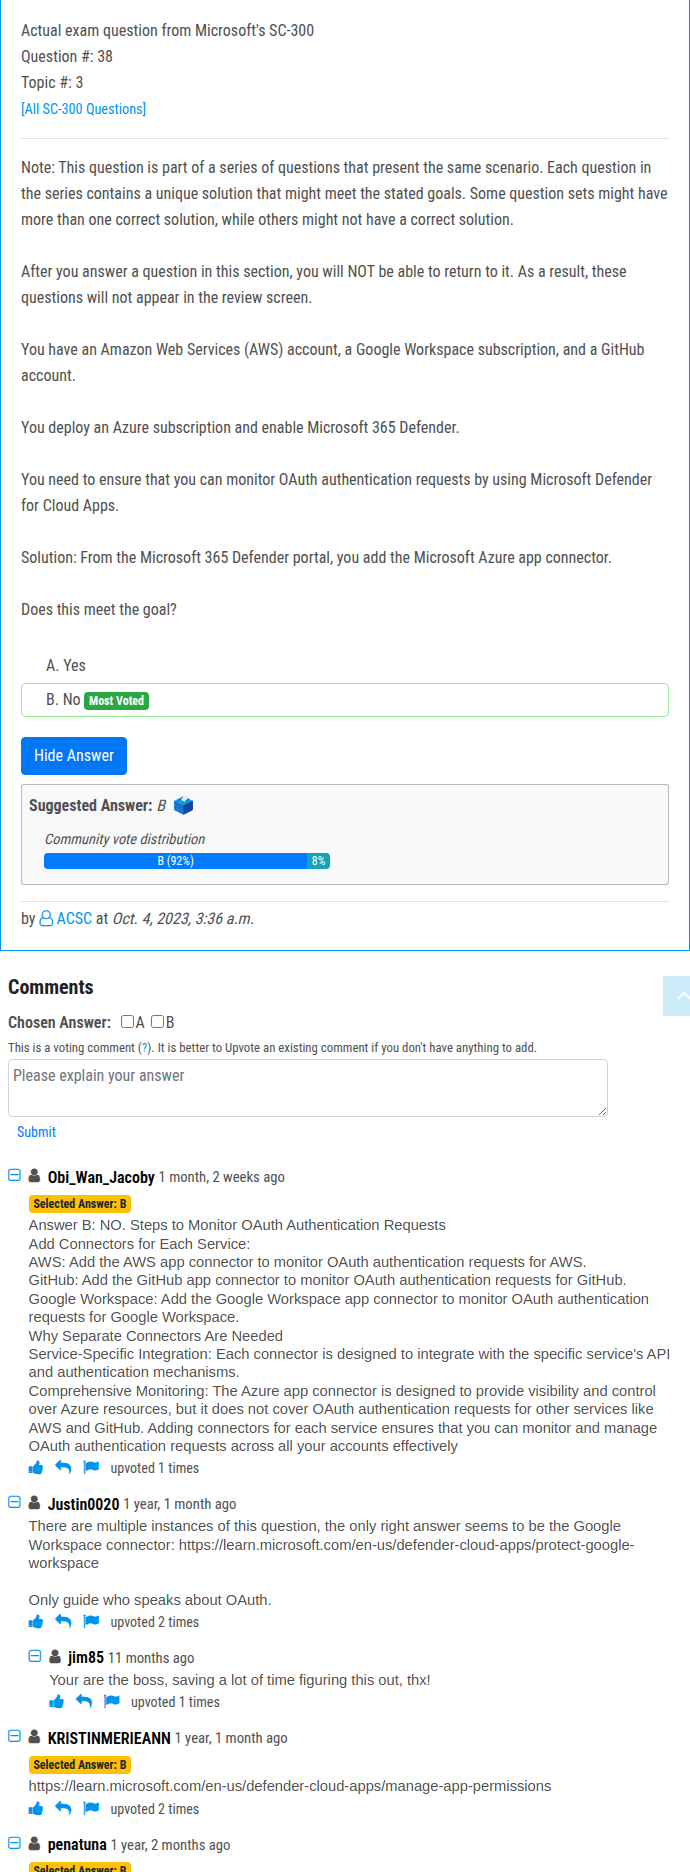 Actual exam question from Microsoft's SC-300
Question #: 38
Topic #: 3
[All SC-300 Questions]
Note: This question is part of a series of questions that present the same scenario. Each question in
the series contains a unique solution that might meet the stated goals. Some question sets might have
more than one correct solution, while others might not have a correct solution.
After you answer a question in this section, you will NOT be able to return to it. As a result, these
questions will not appear in the review screen.
You have an Amazon Web Services (AWS) account, a Google Workspace subscription, and a GitHub
account.
You deploy an Azure subscription and enable Microsoft 365 Defender.
You need to ensure that you can monitor OAuth authentication requests by using Microsoft Defender
for Cloud Apps.
Solution: From the Microsoft 365 Defender portal, you add the Microsoft Azure app connector.
Does this meet the goal?
A. Yes
B. No Most Voted
Hide Answer
Suggested Answer: B
Community vote distribution
B (92%) 8%
by ACSC at Oct. 4, 2023, 3:36 a.m.
Comments
Chosen Answer: A B
This is a voting comment (?). It is better to Upvote an existing comment if you don't have anything to add.
Please explain your answer
Submit
Obi_Wan_Jacoby 1 month, 2 weeks ago
Selected Answer: B
Answer B: NO. Steps to Monitor OAuth Authentication Requests
Add Connectors for Each Service:
AWS: Add the AWS app connector to monitor OAuth authentication requests for AWS.
GitHub: Add the GitHub app connector to monitor OAuth authentication requests for GitHub.
Google Workspace: Add the Google Workspace app connector to monitor OAuth authentication
requests for Google Workspace.
Why Separate Connectors Are Needed
Service-Specific Integration: Each connector is designed to integrate with the specific service's API
and authentication mechanisms.
Comprehensive Monitoring: The Azure app connector is designed to provide visibility and control
over Azure resources, but it does not cover OAuth authentication requests for other services like
AWS and GitHub. Adding connectors for each service ensures that you can monitor and manage
OAuth authentication requests across all your accounts effectively
upvoted 1 times
Justin0020 1 year, 1 month ago
There are multiple instances of this question, the only right answer seems to be the Google
Workspace connector: https://learn.microsoft.com/en-us/defender-cloud-apps/protect-google-
workspace
Only guide who speaks about OAuth.
upvoted 2 times
jim85 11 months ago
Your are the boss, saving a lot of time figuring this out, thx!
upvoted 1 times
KRISTINMERIEANN 1 year, 1 month ago
Selected Answer: B
https://learn.microsoft.com/en-us/defender-cloud-apps/manage-app-permissions
upvoted 2 times
penatuna 1 year, 2 months ago
Selected Answer: B